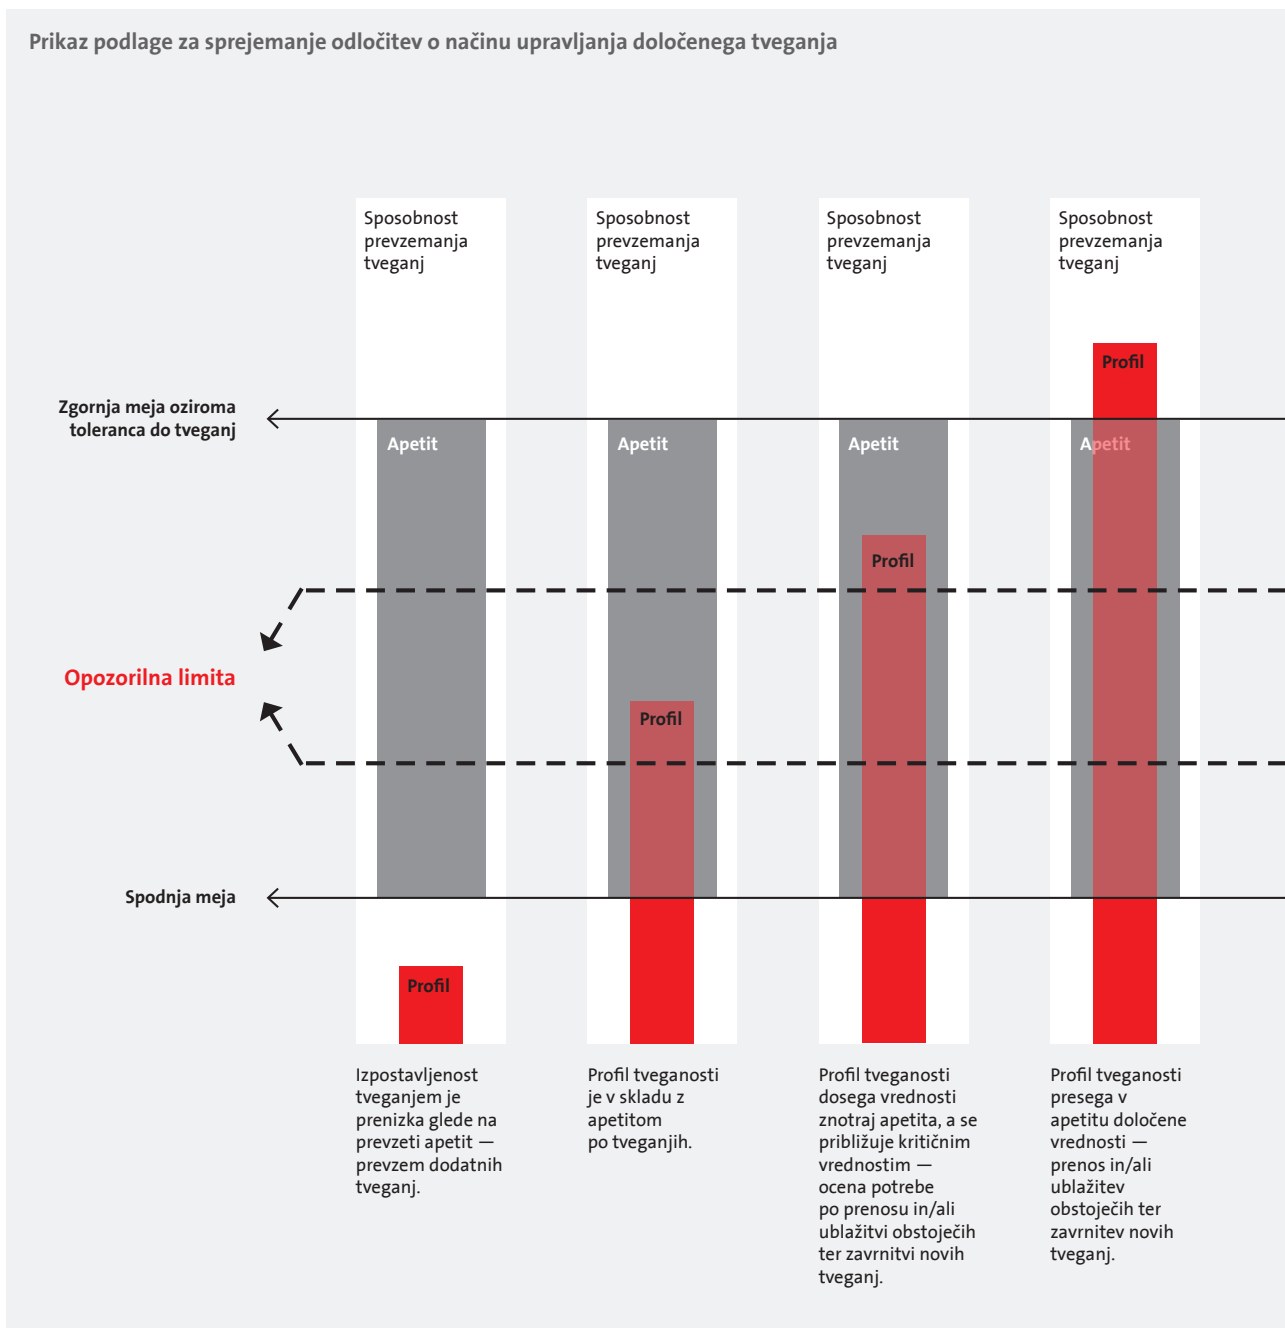 Prikaz podlage za sprejemanje odločitev o načinu upravljanja določenega tveganja
Sposobnost
prevzemanja
tveganj
Sposobnost
prevzemanja
tveganj
Sposobnost
prevzemanja
tveganj
Sposobnost
prevzemanja
tveganj
Profil
Zgornja meja oziroma
toleranca do tveganj
Apetit
Apetit
Apetit
Apetit
Profil
Opozorilna limita
Profil
Spodnja meja
Profil
Izpostavljenost
tveganjem je
prenizka glede na
prevzeti apetit —
prevzem dodatnih
tveganj.
Profil tveganosti
je v skladu z
apetitom
po tveganjih.
Profil tveganosti
dosega vrednosti
znotraj apetita, a se
približuje kritičnim
vrednostim —
ocena potrebe
po prenosu in/ali
ublažitvi obstoječih
ter zavrnitvi novih
tveganj.
Profil tveganosti
presega v
apetitu določene
vrednosti —
prenos in/ali
ublažitev
obstoječih ter
zavrnitev novih
tveganj.